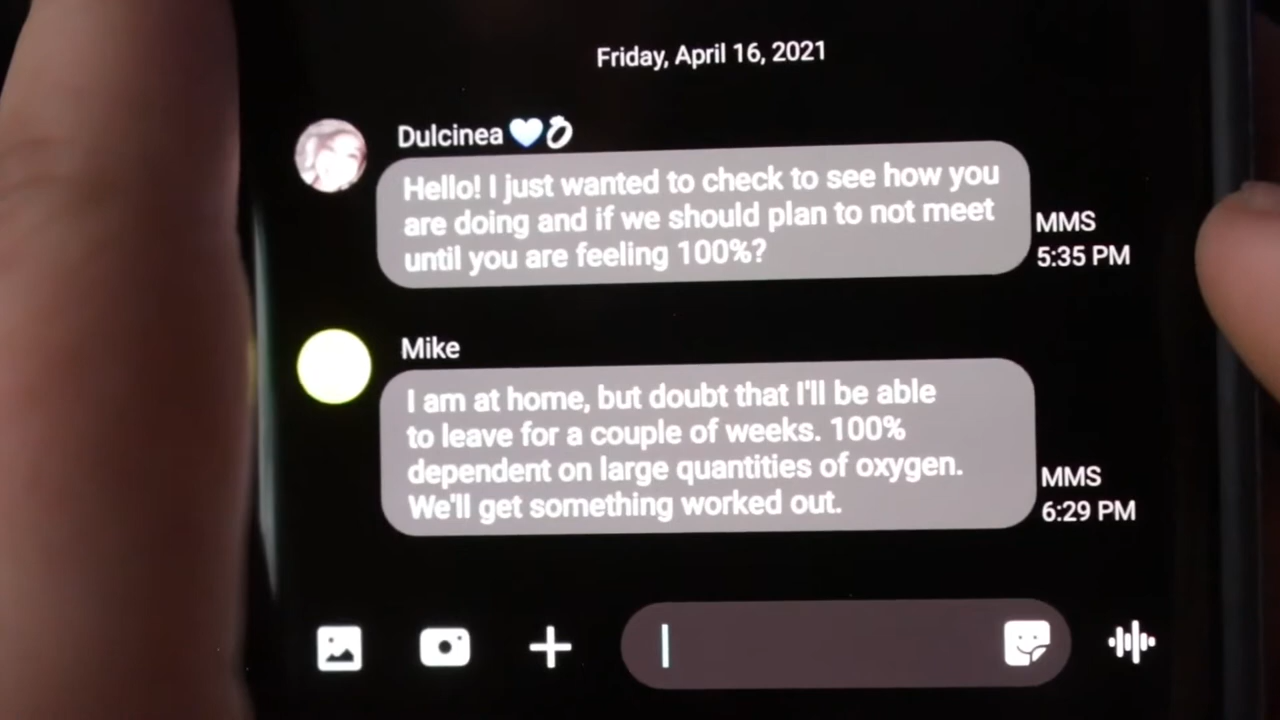 Friday, April 16, 2021
Dulcinea 🤍💍
Hello! I just wanted to check to see how you
are doing and if we should plan to not meet
until you are feeling 100%?
MMS
5:35 PM
Mike
I am at home, but doubt that I'll be able
to leave for a couple of weeks. 100%
dependent on large quantities of oxygen.
We'll get something worked out.
MMS
6:29 PM